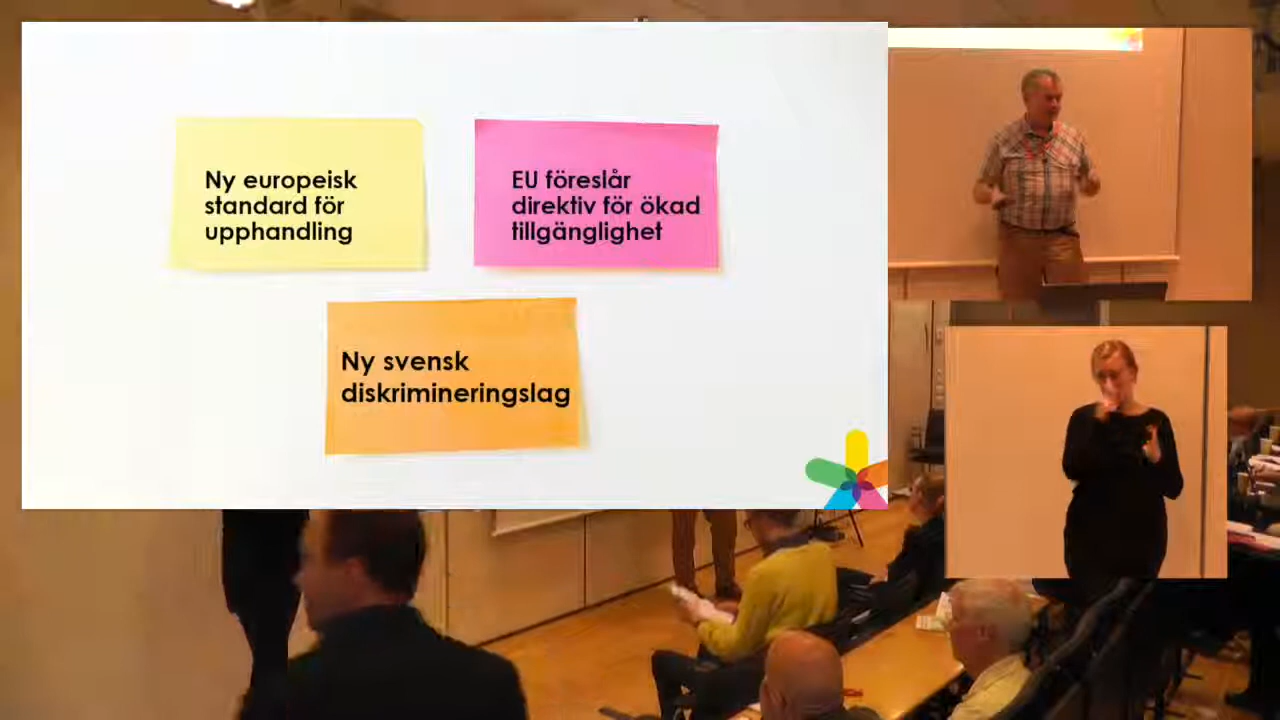 Ny europeisk
standard för
upphandling
EU föreslår
direktiv för ökad
tillgänglighet
Ny svensk
diskrimineringslag